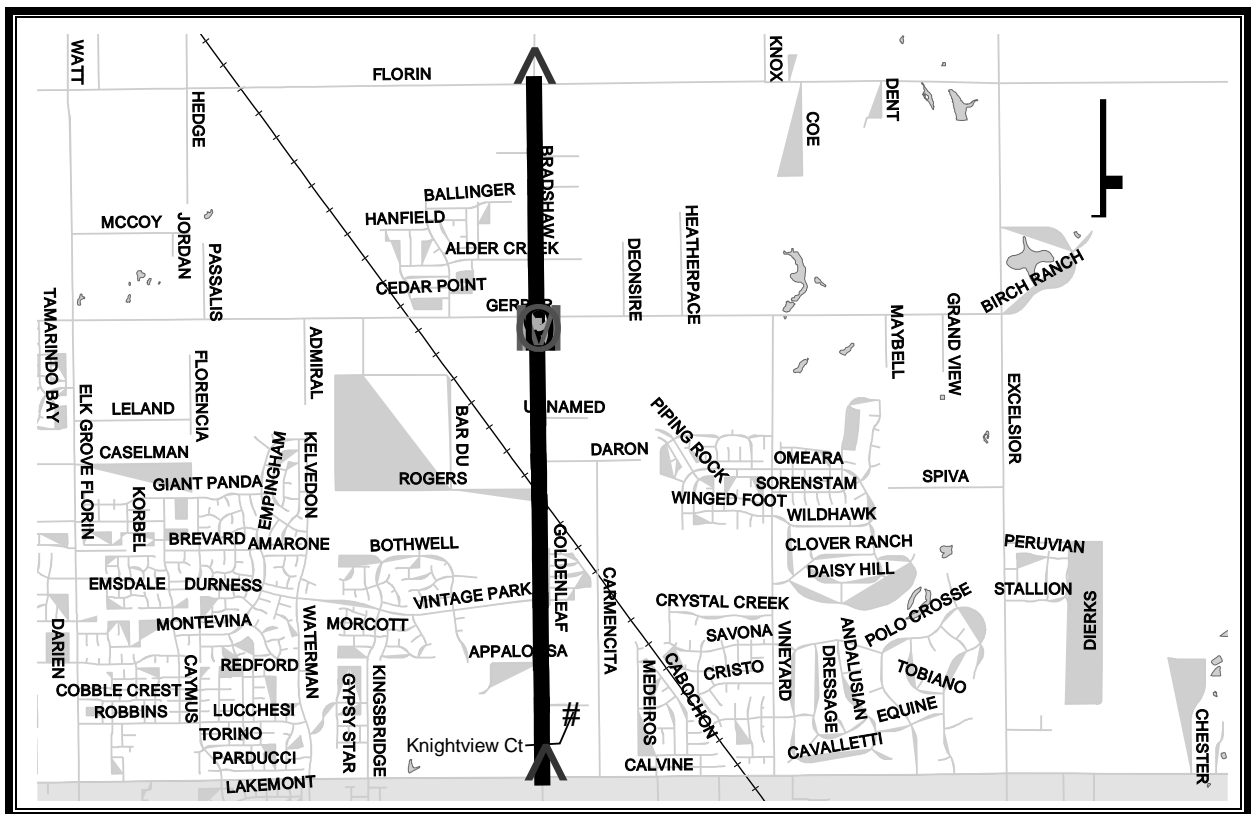 WATT
KNOX
FLORIN
HEDGE
DENT
COE
BRADSHAW
BALLINGER
HANFIELD
HEATHERPACE
MCCOY
JORDAN
PASSALIS
ALDER CREEK
DEONSIRE
BIRCH RANCH
CEDAR POINT
GERBER
TAMARINDO BAY
GRAND VIEW
MAYBELL
ADMIRAL
FLORENCIA
ELK GROVE FLORIN
EXCELSIOR
LELAND
BAR DU
UNNAMED
PIPING ROCK
CASELMAN
EMPINGHAM
KELVEDON
DARON
OMEARA
GIANT PANDA
ROGERS
SORENSTAM
SPIVA
KORBEL
WINGED FOOT
WILDHAWK
BREVARD
AMARONE
BOTHWELL
GOLDENLEAF
CLOVER RANCH
PERUVIAN
DAISY HILL
EMSDALE
DURNESS
VINTAGE PARK
CARMENCITA
STALLION
CRYSTAL CREEK
POLO CROSSE
DIERKS
DARIEN
MONTEVINA
WATERMAN
MORCOTT
SAVONA
VINEYARD
ANDALUSIAN
APPALOOSA
REDFORD
CAYMUS
CRISTO
DRESSAGE
TOBIANO
COBBLE CREST
GYPSY STAR
KINGSBRIDGE
MEDEIROS
CABOCHON
ROBBINS
LUCCHESI
EQUINE
CHESTER
TORINO
#
Knightview Ct
CAVALLETTI
PARDUCCI
CALVINE
LAKEMONT